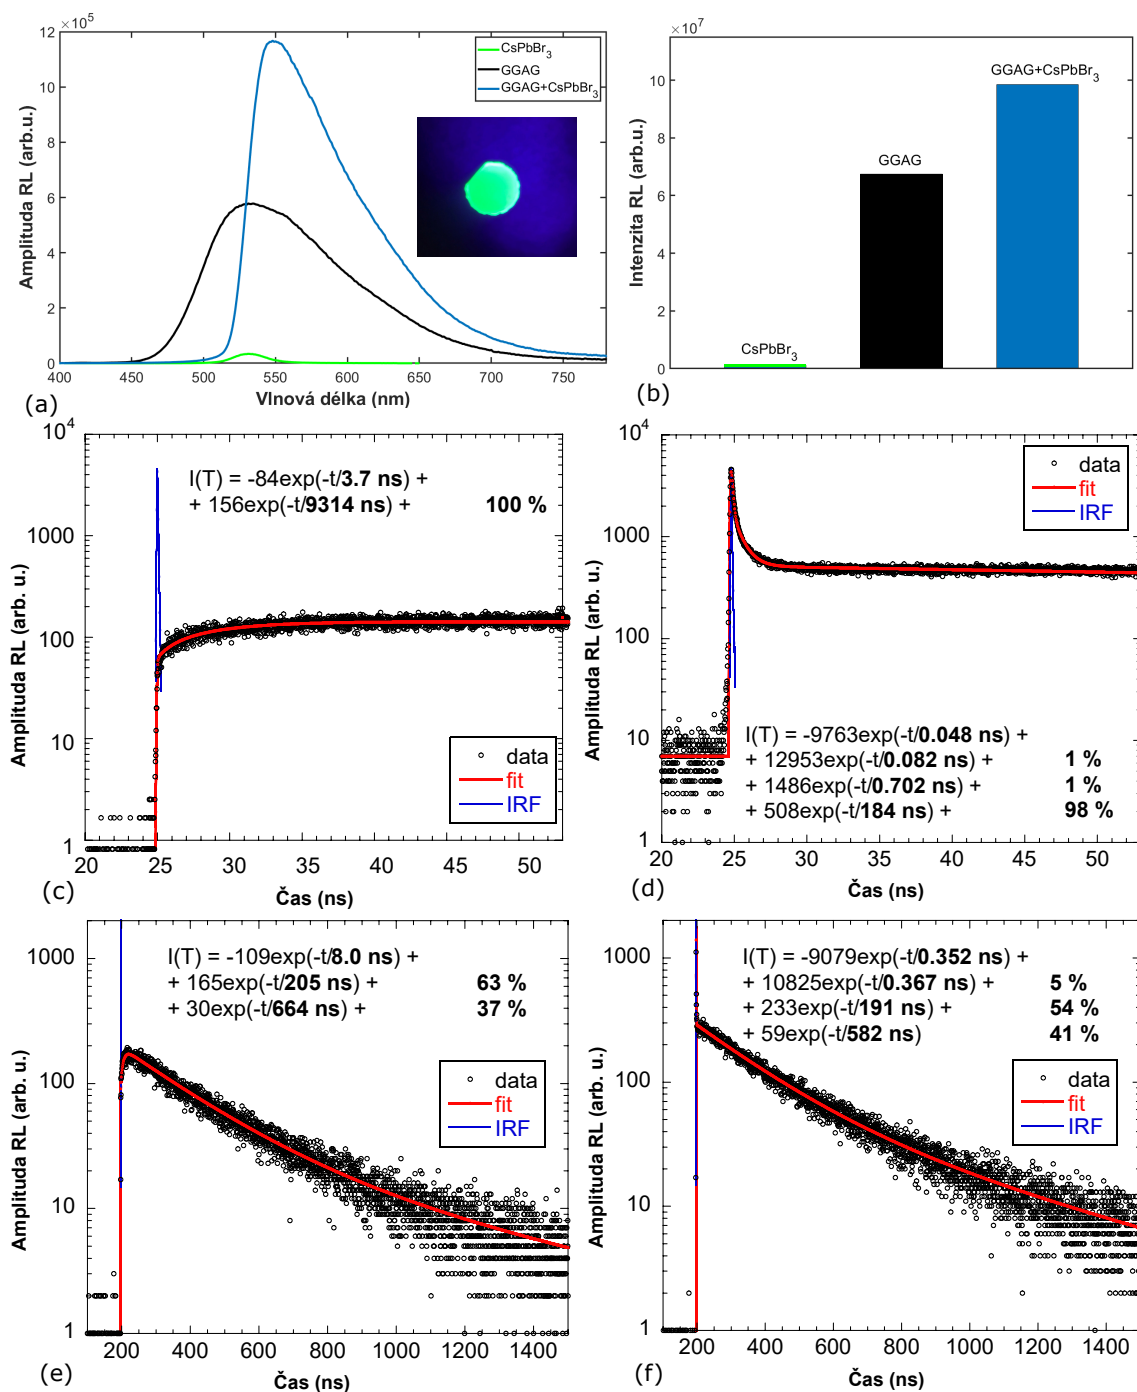 ×10⁵
12
10
8
6
4
2
0
Amplituda RL (arb.u.)
400 450 500 550 600 650 700 750
Vlnová délka (nm)
CsPbBr₃
GGAG
GGAG+CsPbBr₃
(a)
×10⁷
10
8
6
4
2
0
Intenzita RL (arb.u.)
CsPbBr₃
GGAG
GGAG+CsPbBr₃
(b)
10⁴
1000
100
10
1
Amplituda RL (arb. u.)
I(T) = -84exp(-t/3.7 ns) +
+ 156exp(-t/9314 ns) + 100 %
data
fit
IRF
20 25 30 35 40 45 50
Čas (ns)
(c)
10⁴
1000
100
10
1
Amplituda RL (arb. u.)
data
fit
IRF
I(T) = -9763exp(-t/0.048 ns) +
+ 12953exp(-t/0.082 ns) + 1 %
+ 1486exp(-t/0.702 ns) + 1 %
+ 508exp(-t/184 ns) + 98 %
20 25 30 35 40 45 50
Čas (ns)
(d)
1000
100
10
1
Amplituda RL (arb. u.)
I(T) = -109exp(-t/8.0 ns) +
+ 165exp(-t/205 ns) + 63 %
+ 30exp(-t/664 ns) + 37 %
data
fit
IRF
200 400 600 800 1000 1200 1400
Čas (ns)
(e)
1000
100
10
1
Amplituda RL (arb. u.)
I(T) = -9079exp(-t/0.352 ns) +
+ 10825exp(-t/0.367 ns) + 5 %
+ 233exp(-t/191 ns) + 54 %
+ 59exp(-t/582 ns) 41 %
data
fit
IRF
200 400 600 800 1000 1200 1400
Čas (ns)
(f)